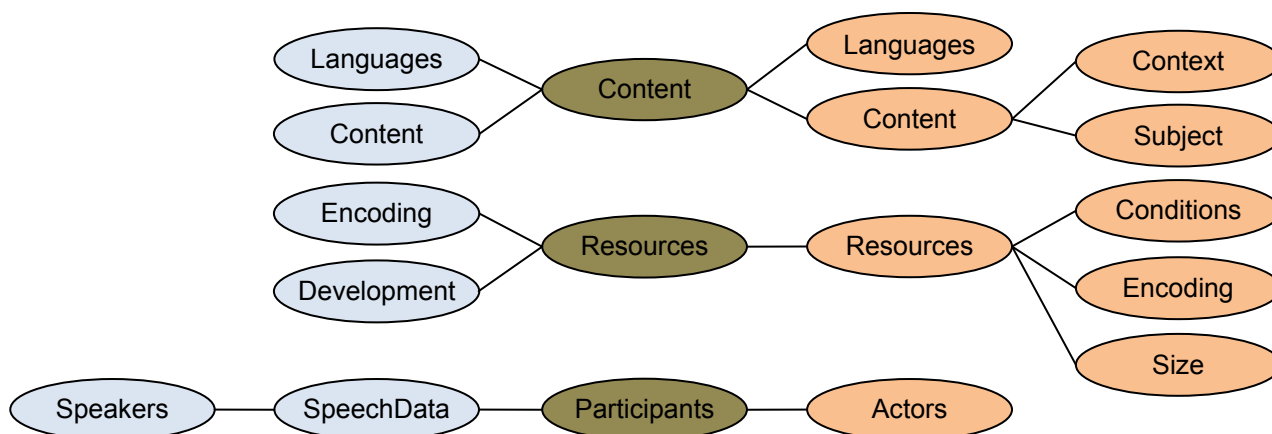 Languages
Content
Languages
Content
Content
Context
Subject
Encoding
Development
Resources
Resources
Conditions
Encoding
Size
Speakers
SpeechData
Participants
Actors